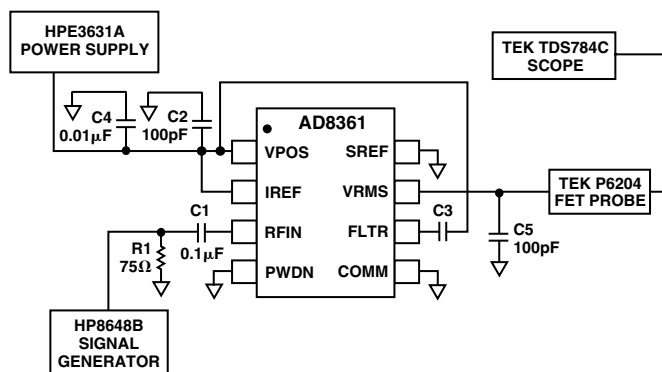 HPE3631A
POWER SUPPLY
TEK TDS784C
SCOPE
C4
0.01μF
C2
100pF
AD8361
VPOS
SREF
IREF
VRMS
TEK P6204
FET PROBE
C1
0.1μF
RFIN
FLTR
C3
C5
100pF
R1
75Ω
PWDN
COMM
HP8648B
SIGNAL
GENERATOR